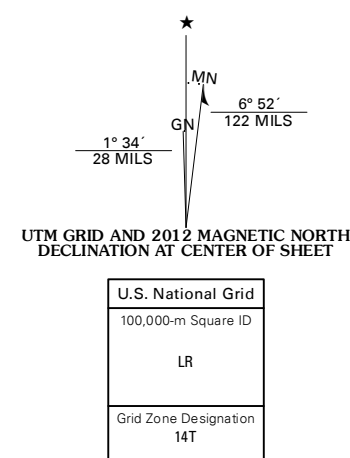 ★
MN
6° 52´
122 MILS
GN
1° 34´
28 MILS
UTM GRID AND 2012 MAGNETIC NORTH
DECLINATION AT CENTER OF SHEET
U.S. National Grid
100,000-m Square ID
LR
Grid Zone Designation
14T